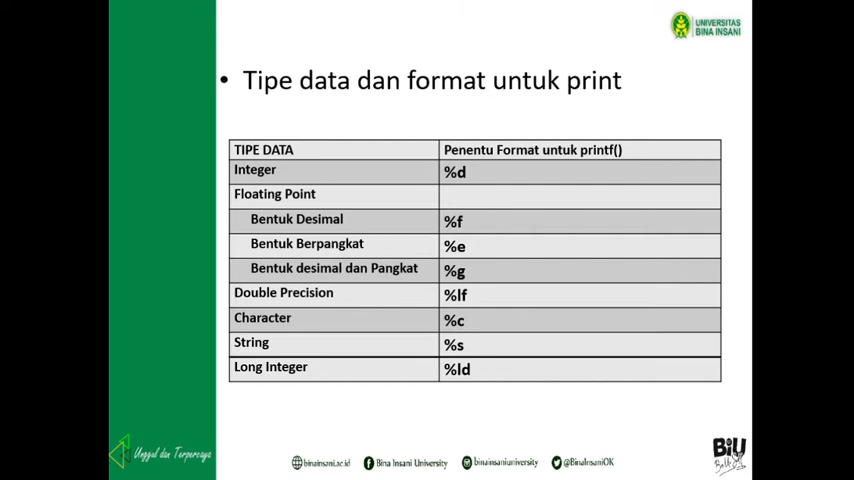 UNIVERSITAS
BINA INSANI
• Tipe data dan format untuk print
TIPE DATA Penentu Format untuk printf()
Integer %d
Floating Point
Bentuk Desimal %f
Bentuk Berpangkat %e
Bentuk desimal dan Pangkat %g
Double Precision %lf
Character %c
String %s
Long Integer %ld
Unggul dan Terpercaya
binainsani.ac.id Bina Insani University binainsaniuniversity @BinaInsaniOK
BiU